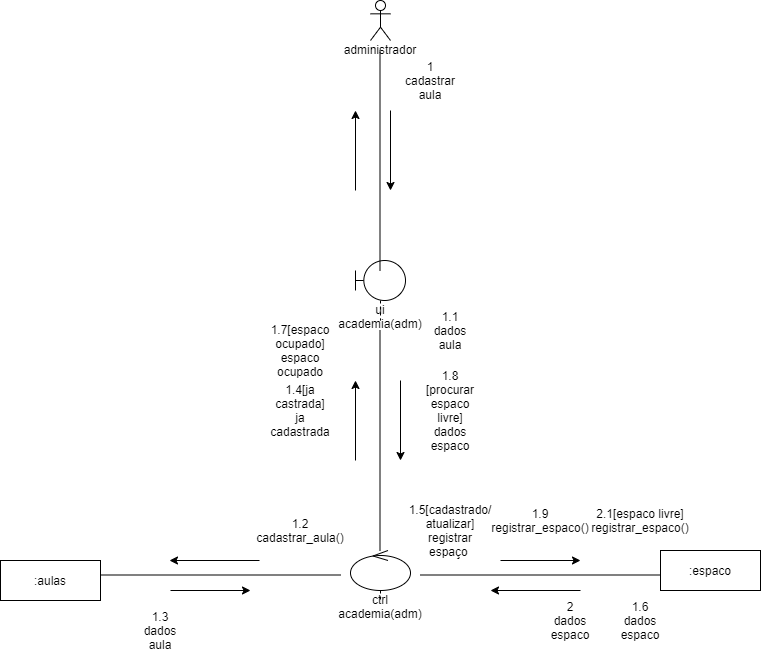 administrador
1
cadastrar
aula
ui
academia(adm)
1.1
dados
aula
1.7[espaco
ocupado]
espaco
ocupado
1.4[ja
castrada]
ja
cadastrada
1.8
[procurar
espaco
livre]
dados
espaco
1.2
cadastrar_aula()
1.5[cadastrado/
atualizar]
registrar
espaço
1.9
registrar_espaco()
2.1[espaco livre]
registrar_espaco()
:aulas
:espaco
ctrl
academia(adm)
1.3
dados
aula
2
dados
espaco
1.6
dados
espaco